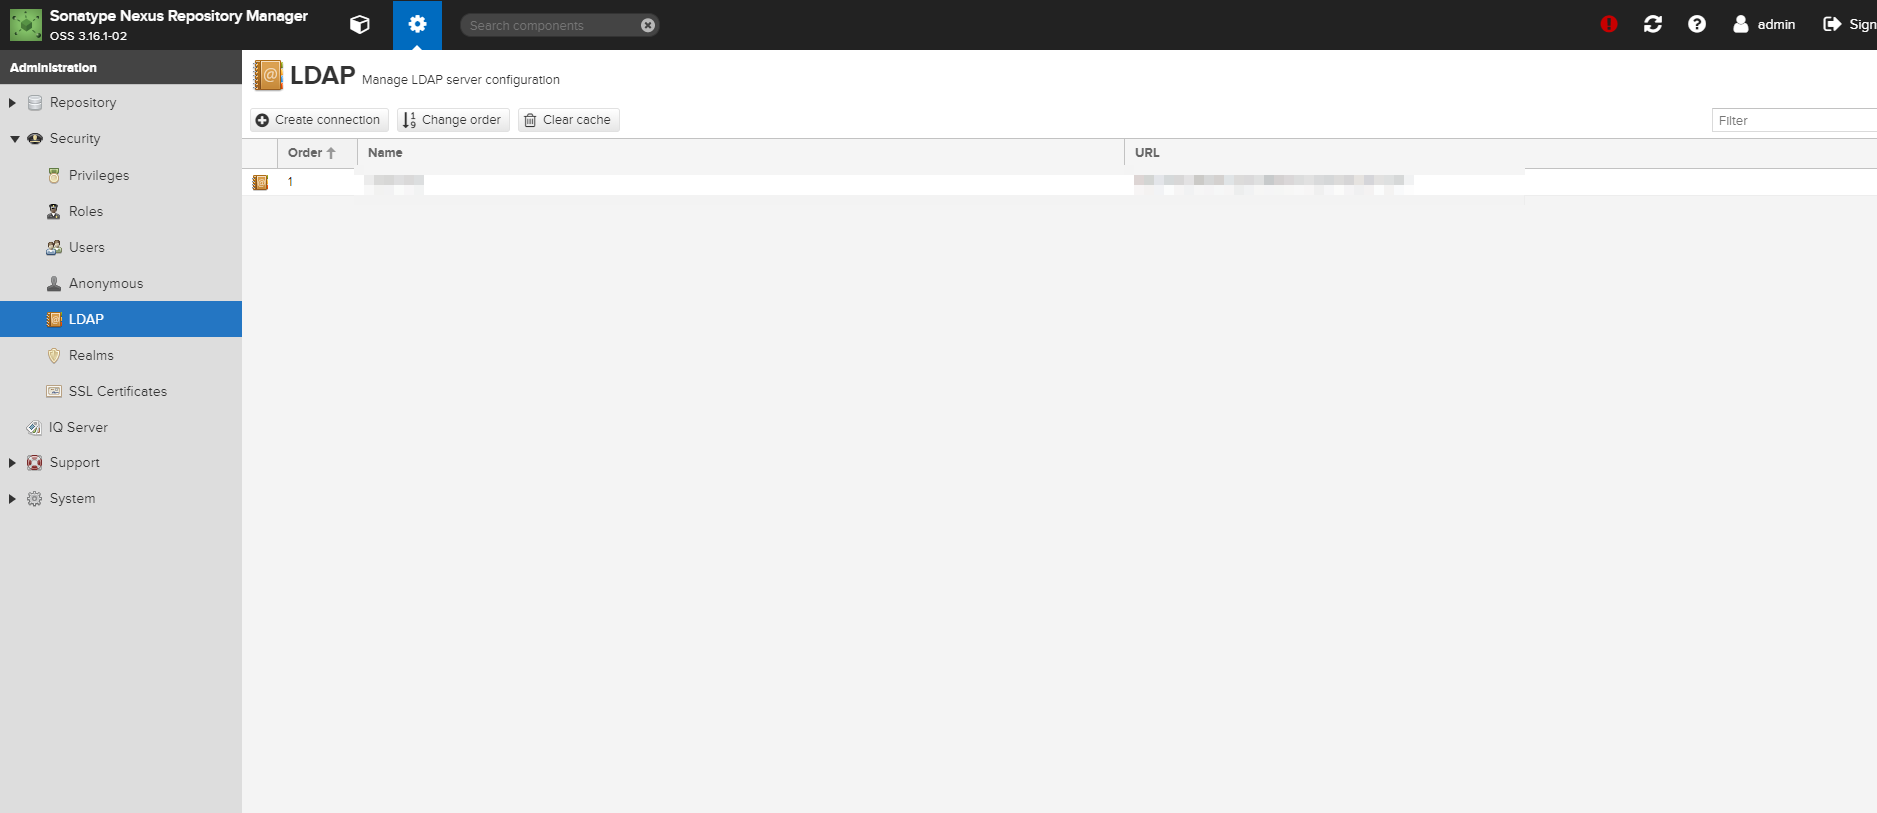 Sonatype Nexus Repository Manager
OSS 3.16.1-02
Search components
admin
Sign
Administration
Repository
Security
Privileges
Roles
Users
Anonymous
LDAP
Realms
SSL Certificates
IQ Server
Support
System
LDAP Manage LDAP server configuration
Create connection Change order Clear cache Filter
Order Name URL
1